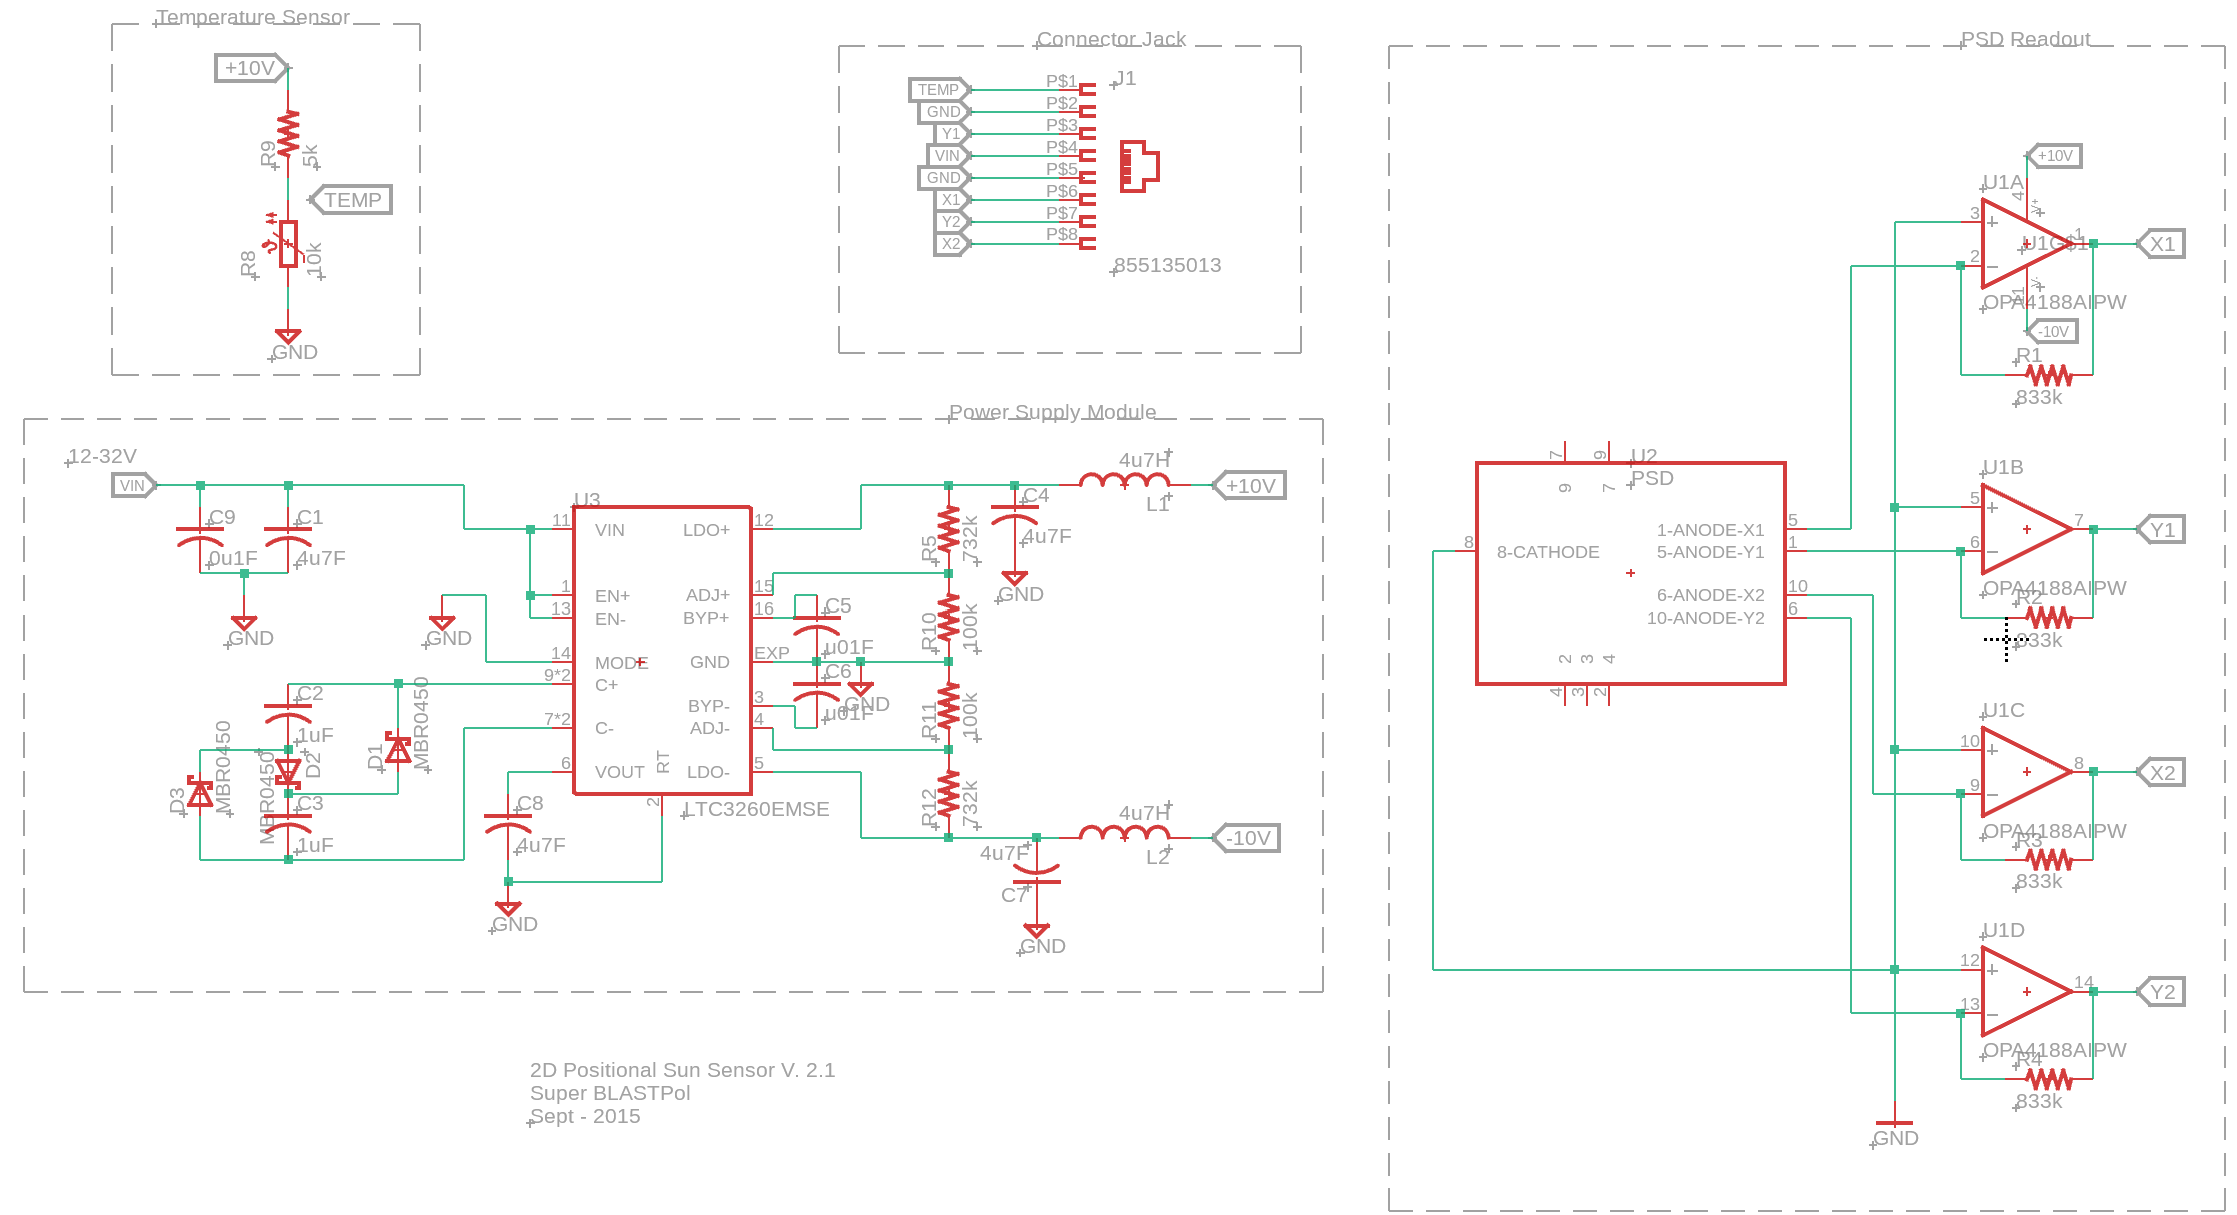 Temperature Sensor
+10V
R9
5k
TEMP
R8
10k
GND
Connector Jack
J1
TEMP P$1
GND P$2
Y1 P$3
VIN P$4
GND P$5
X1 P$6
Y2 P$7
X2 P$8
855135013
Power Supply Module
12-32V
VIN
C9
0u1F
C1
4u7F
GND
GND
U3
11 VIN
1 EN+
13 EN-
14 MODE
9*2 C+
7*2 C-
6 VOUT
RT
2
LDO+ 12
ADJ+ 15
BYP+ 16
GND EXP
BYP- 3
ADJ- 4
LDO- 5
LTC3260EMSE
C2
1uF
D1
MBR0450
D2
MBR0450
D3
MBR0450
C3
1uF
C8
4u7F
GND
C5
u01F
C6
u01F
GND
R5
732k
R10
100k
R11
100k
R12
732k
C4
4u7F
GND
4u7H
L1
+10V
4u7H
L2
-10V
4u7F
C7
GND
2D Positional Sun Sensor V. 2.1
Super BLASTPol
Sept - 2015
PSD Readout
U2
PSD
7 9
9 7
8 8-CATHODE
1-ANODE-X1 5
5-ANODE-Y1 1
6-ANODE-X2 10
10-ANODE-Y2 6
2 3 4
4 3 2
+10V
U1A
4
V+
3
2
1
U1G$1
11
V-
X1
OPA4188AIPW
-10V
R1
833k
U1B
5
6
7
Y1
OPA4188AIPW
R2
833k
U1C
10
9
8
X2
OPA4188AIPW
R3
833k
U1D
12
13
14
Y2
OPA4188AIPW
R4
833k
GND